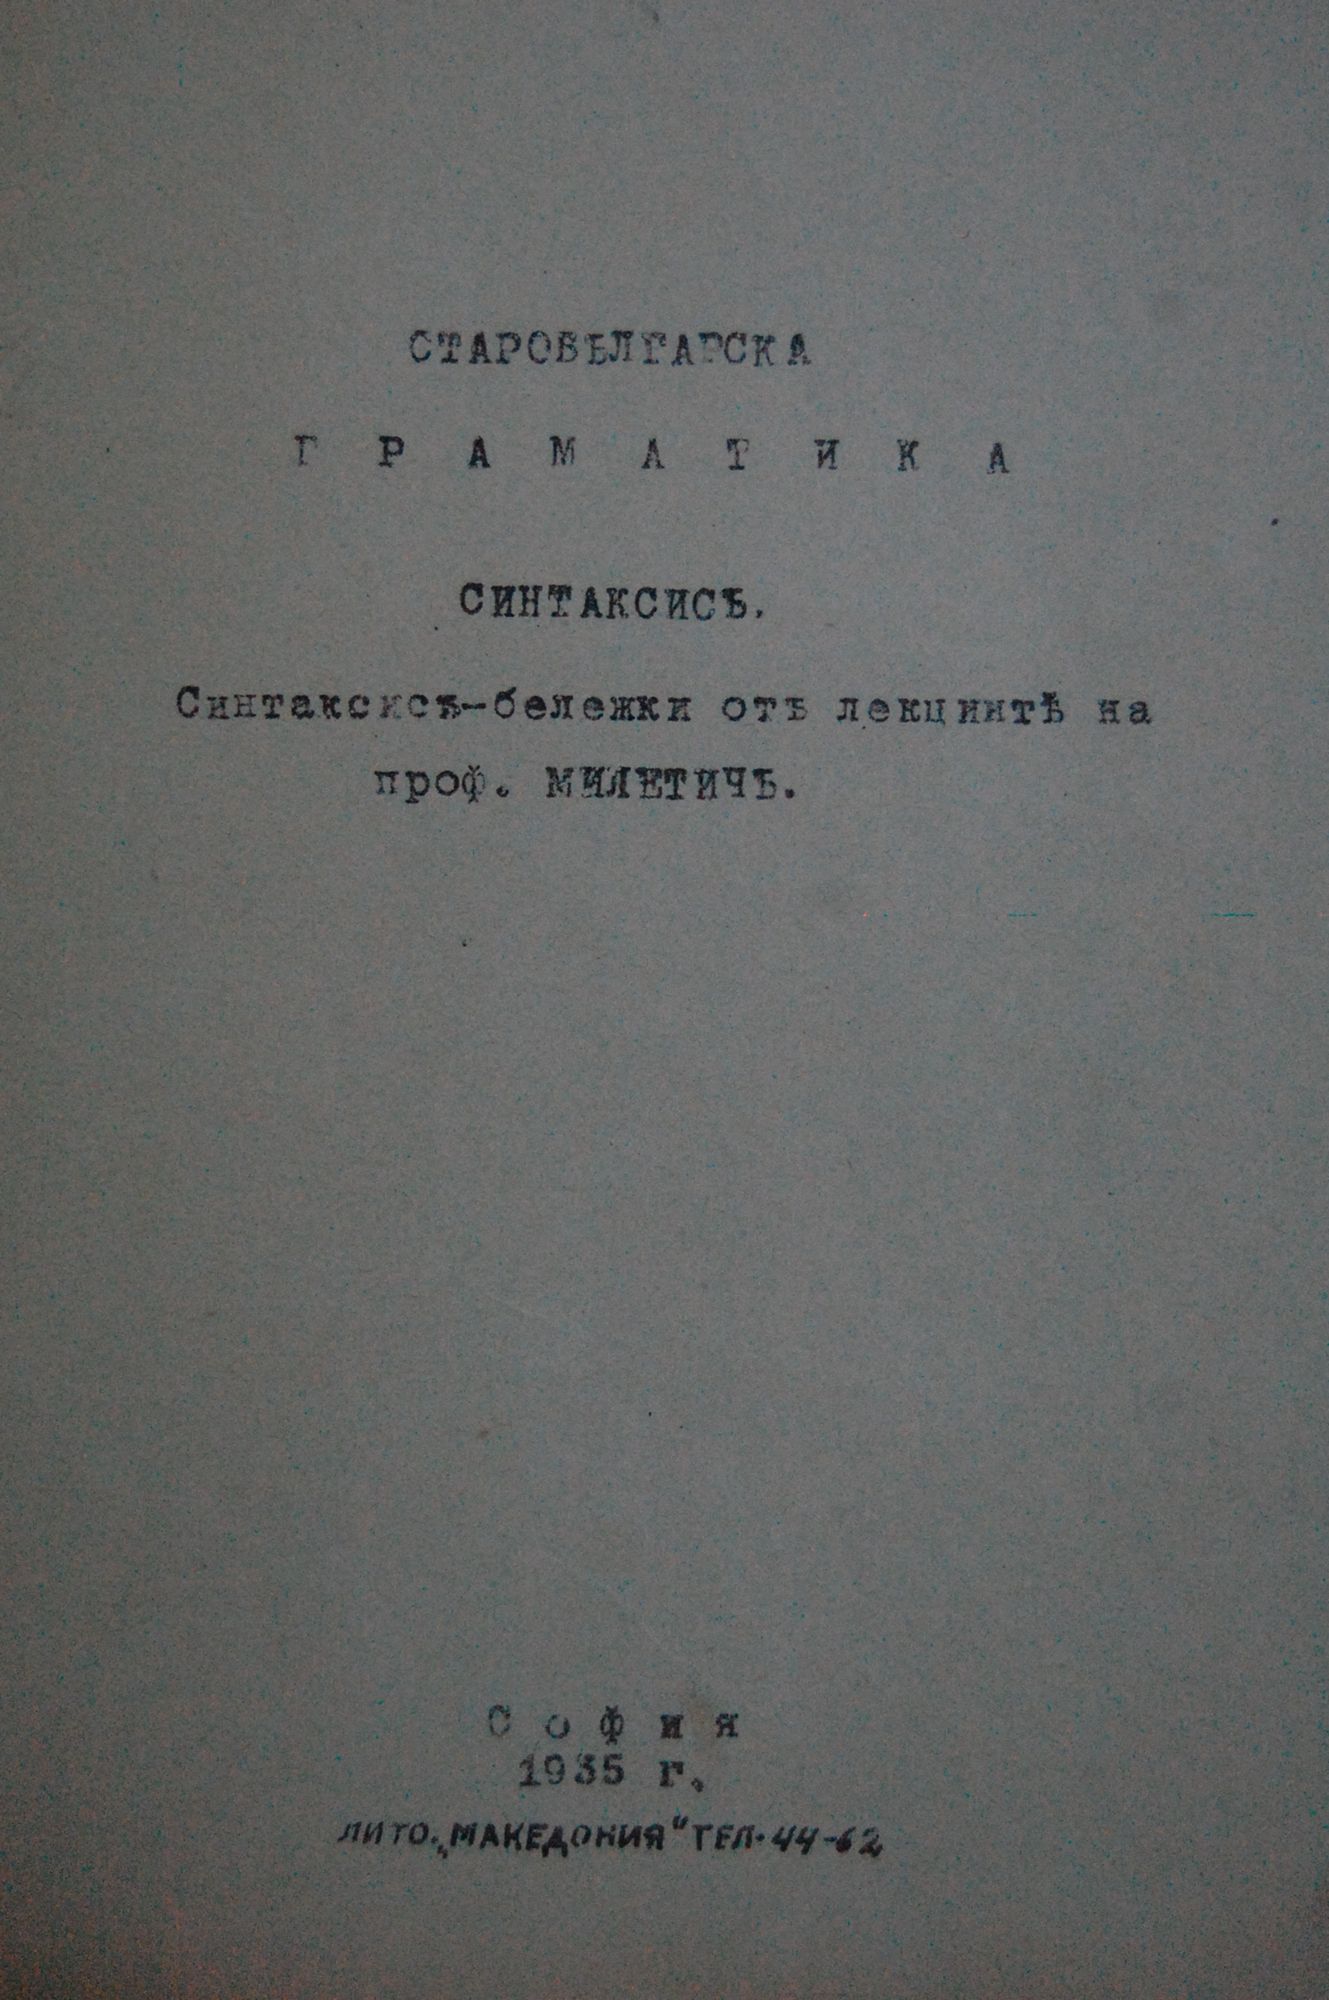 СТАРОБЪЛГАРСКА
Г Р А М А Т И К А
СИНТАКСИСЪ.
Синтаксисъ-бележки отъ лекциитѣ на
проф. МИЛЕТИЧЪ.
С о ф и я
1935 г.
ЛИТО. „МАКЕДОНИЯ" ТЕЛ. 44-62